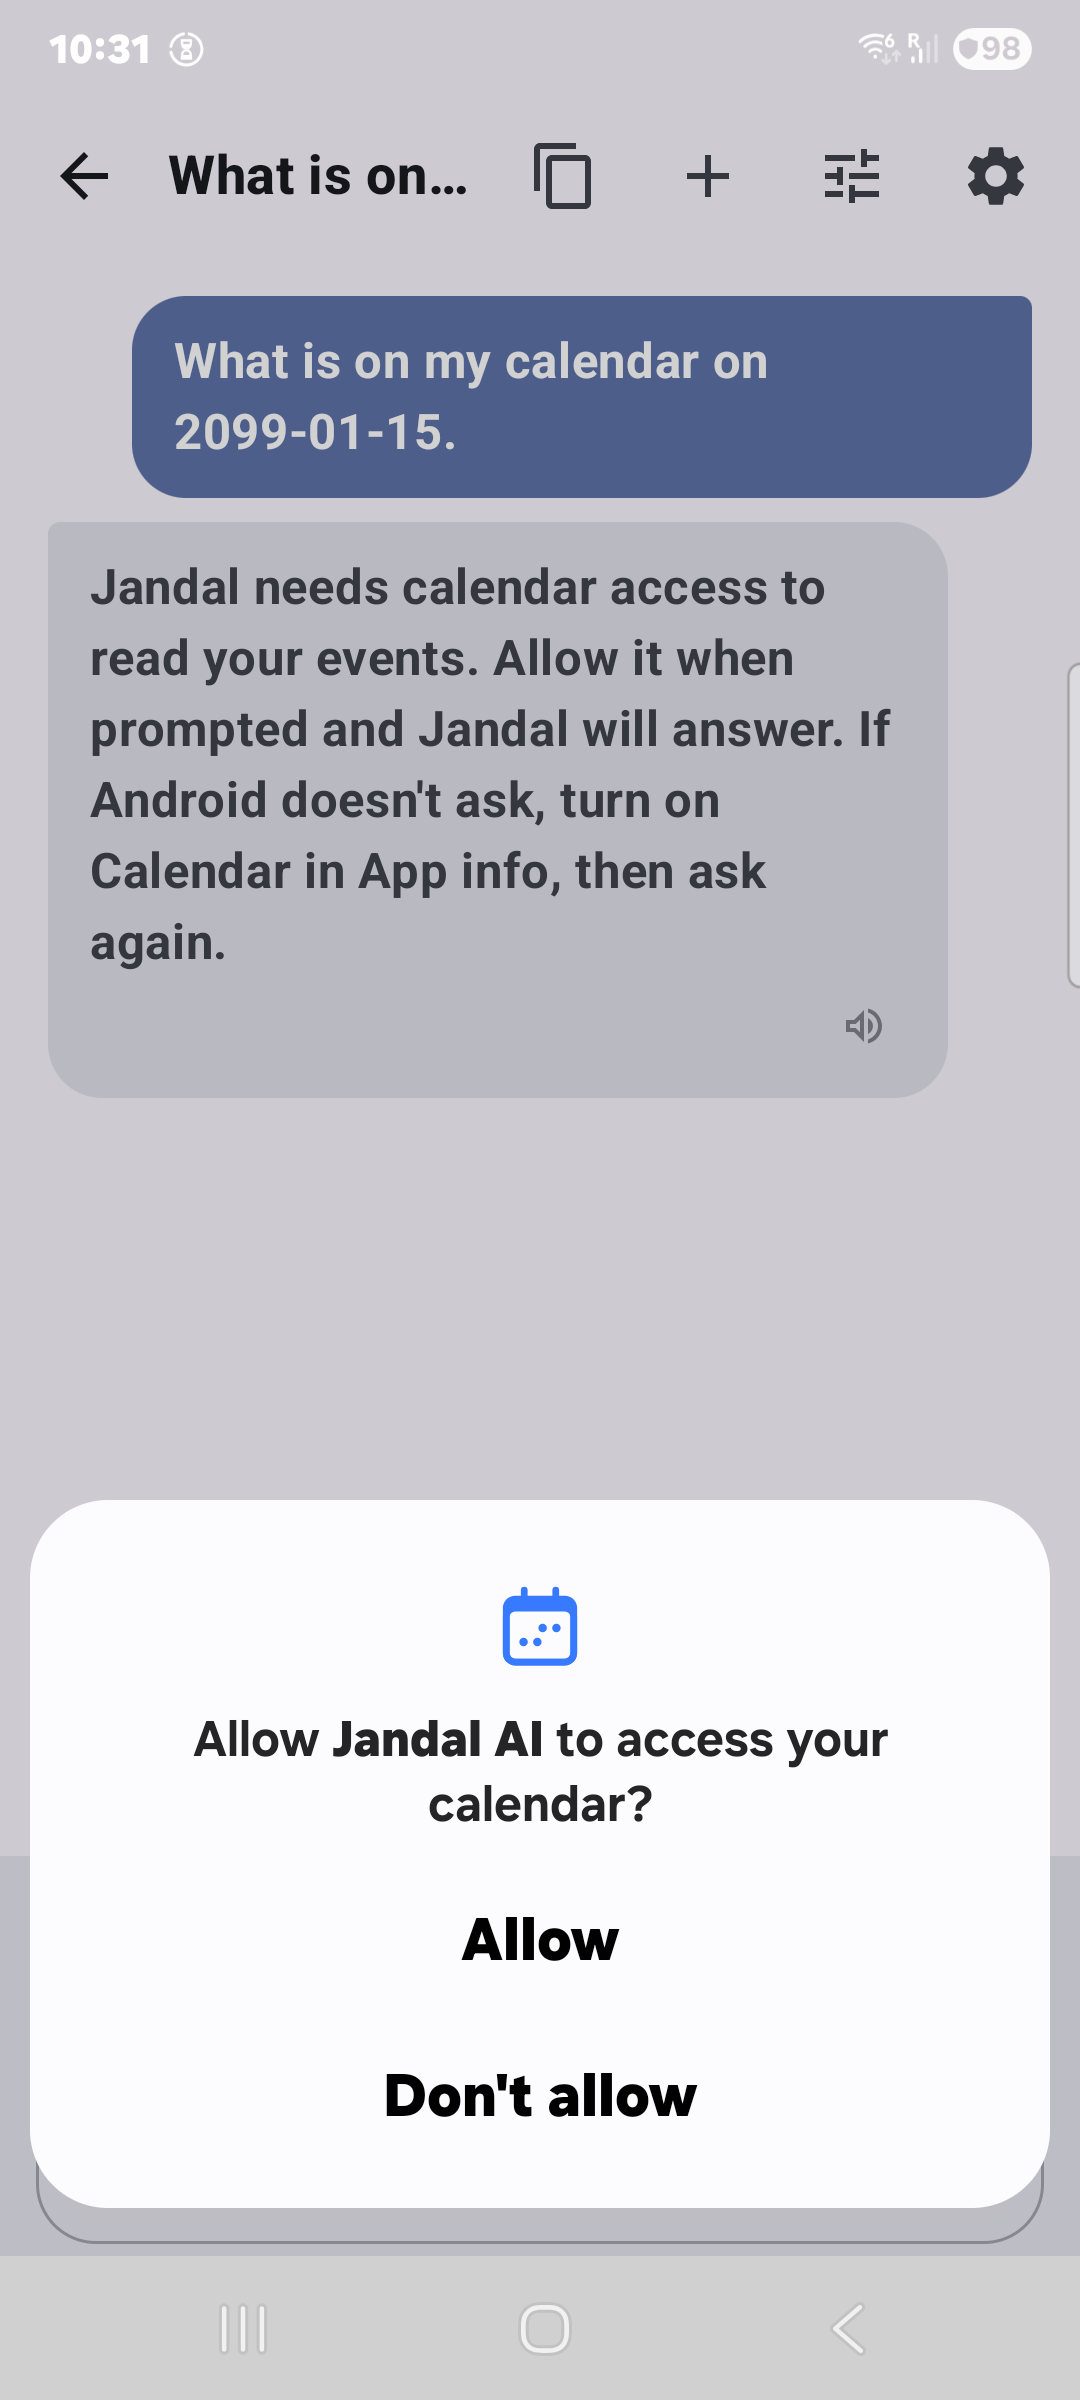 10:31
6 R 98
What is on...
What is on my calendar on
2099-01-15.
Jandal needs calendar access to
read your events. Allow it when
prompted and Jandal will answer. If
Android doesn't ask, turn on
Calendar in App info, then ask
again.
Allow Jandal AI to access your
calendar?
Allow
Don't allow